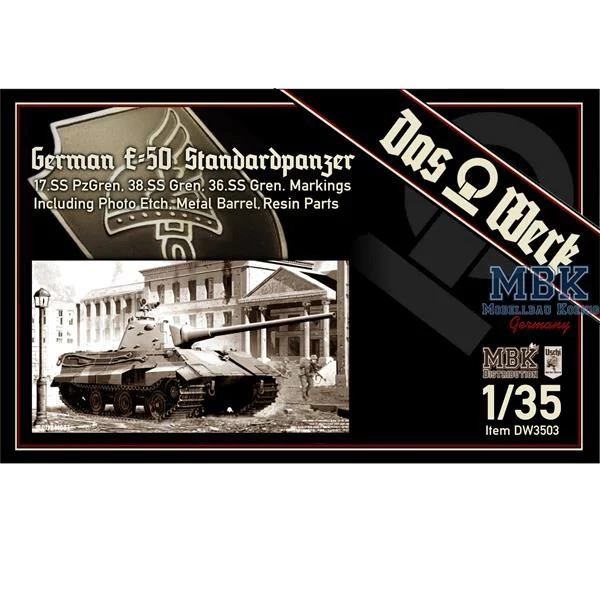 German E-50 Standardpanzer
17.SS PzGren, 38.SS Gren, 36.SS Gren. Markings
Including Photo Etch, Metal Barrel, Resin Parts
Das Werk
MBK
Modellbau König
Germany
MBK
Distribution
Uschi
1/35
Item DW3503